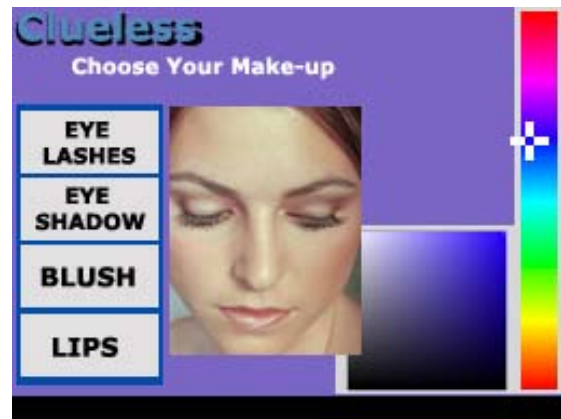 Clueless
Choose Your Make-up
EYE
LASHES
EYE
SHADOW
BLUSH
LIPS